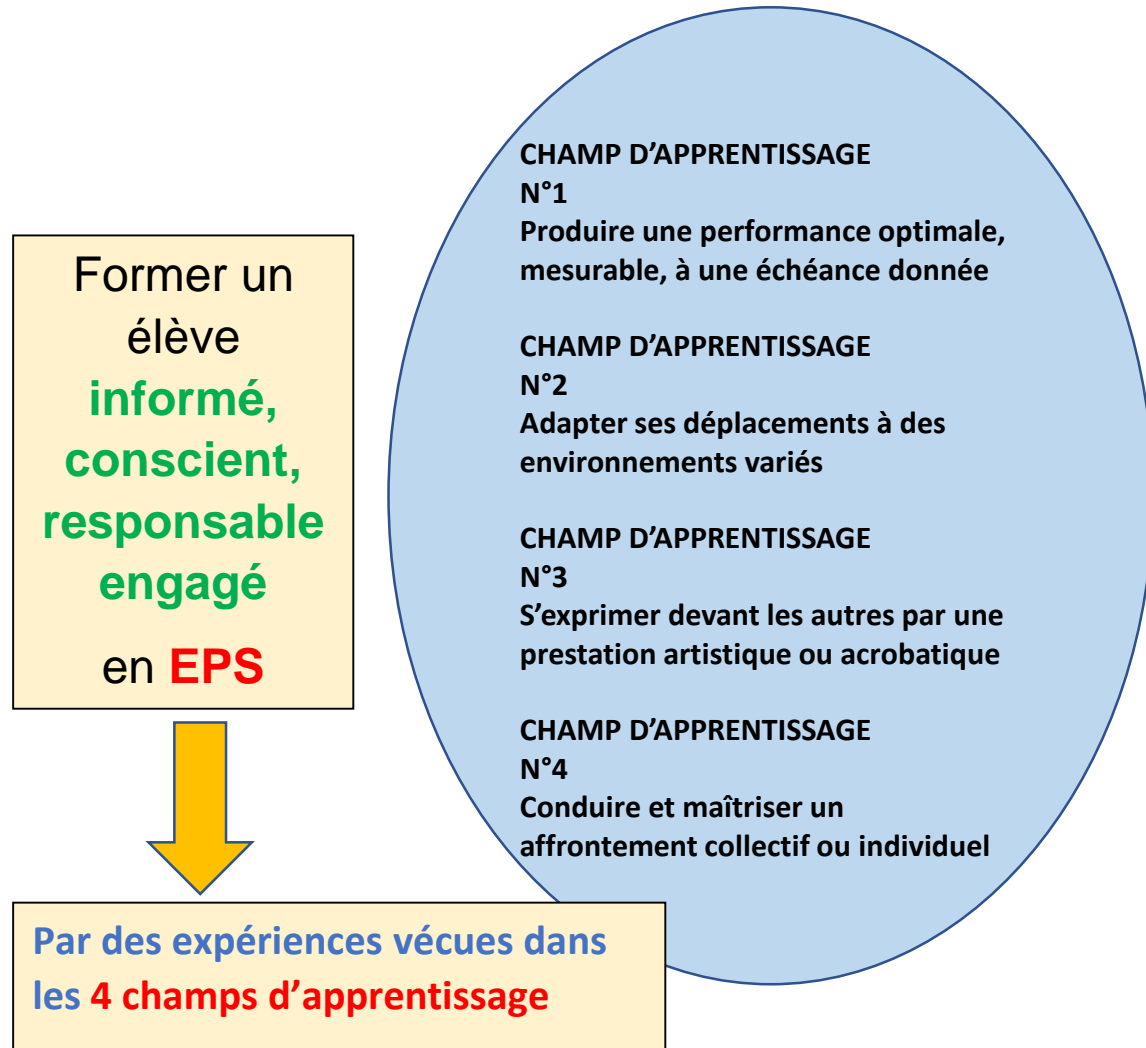 Former un
élève
informé,
conscient,
responsable
engagé
en EPS
Par des expériences vécues dans
les 4 champs d’apprentissage
CHAMP D’APPRENTISSAGE
N°1
Produire une performance optimale,
mesurable, à une échéance donnée
CHAMP D’APPRENTISSAGE
N°2
Adapter ses déplacements à des
environnements variés
CHAMP D’APPRENTISSAGE
N°3
S’exprimer devant les autres par une
prestation artistique ou acrobatique
CHAMP D’APPRENTISSAGE
N°4
Conduire et maîtriser un
affrontement collectif ou individuel